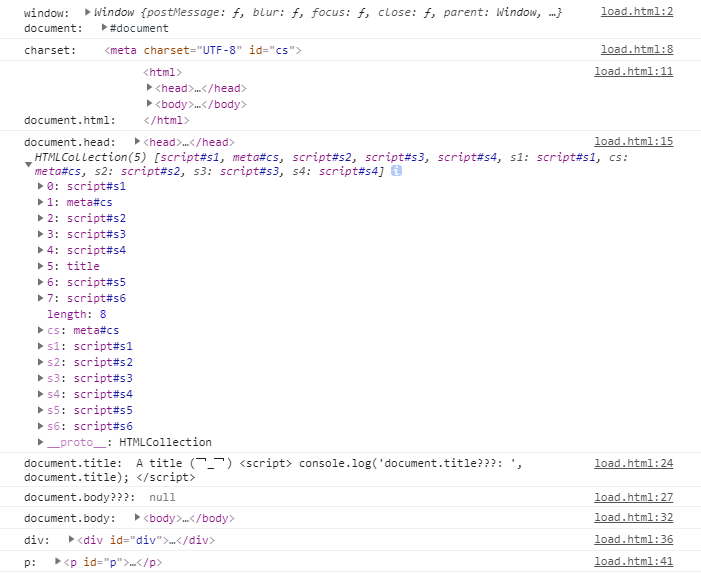 window: ▶Window {postMessage: ƒ, blur: ƒ, focus: ƒ, close: ƒ, parent: Window, …} load.html:2
document: ▶#document
charset: <meta charset="UTF-8" id="cs"> load.html:8
<html> load.html:11
▶<head>…</head>
▶<body>…</body>
document.html: </html>
document.head: ▶<head>…</head> load.html:15
HTMLCollection(5) [script#s1, meta#cs, script#s2, script#s3, script#s4, s1: script#s1, cs:
▼meta#cs, s2: script#s2, s3: script#s3, s4: script#s4] i
▶0: script#s1
▶1: meta#cs
▶2: script#s2
▶3: script#s3
▶4: script#s4
▶5: title
▶6: script#s5
▶7: script#s6
length: 8
▶cs: meta#cs
▶s1: script#s1
▶s2: script#s2
▶s3: script#s3
▶s4: script#s4
▶s5: script#s5
▶s6: script#s6
▶__proto__: HTMLCollection
document.title: A title (￢_￢) <script> console.log('document.title???: ', load.html:24
document.title); </script>
document.body???: null load.html:27
document.body: ▶<body>…</body> load.html:32
div: ▶<div id="div">…</div> load.html:36
p: ▶<p id="p">…</p> load.html:41